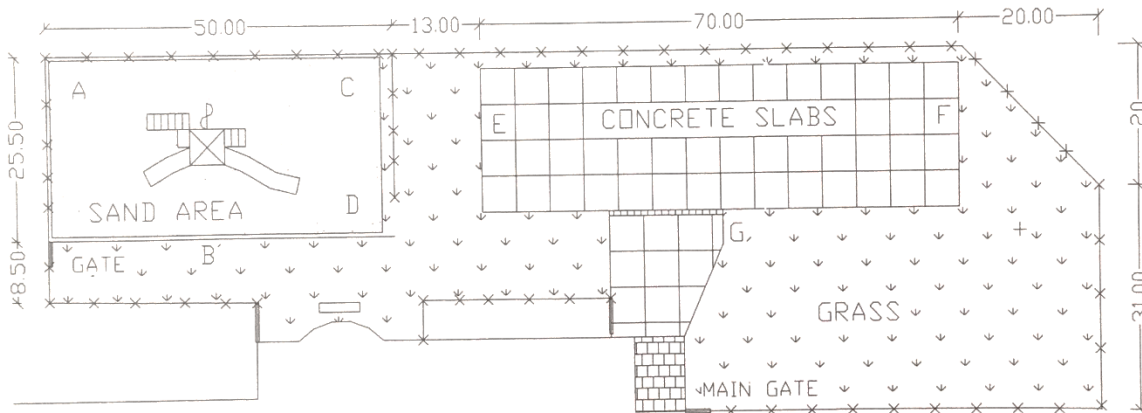 50.00 13.00 70.00 20.00
A C
E CONCRETE SLABS F
20
25.50
SAND AREA D
G
B
GATE
8.50
GRASS
31.00
MAIN GATE